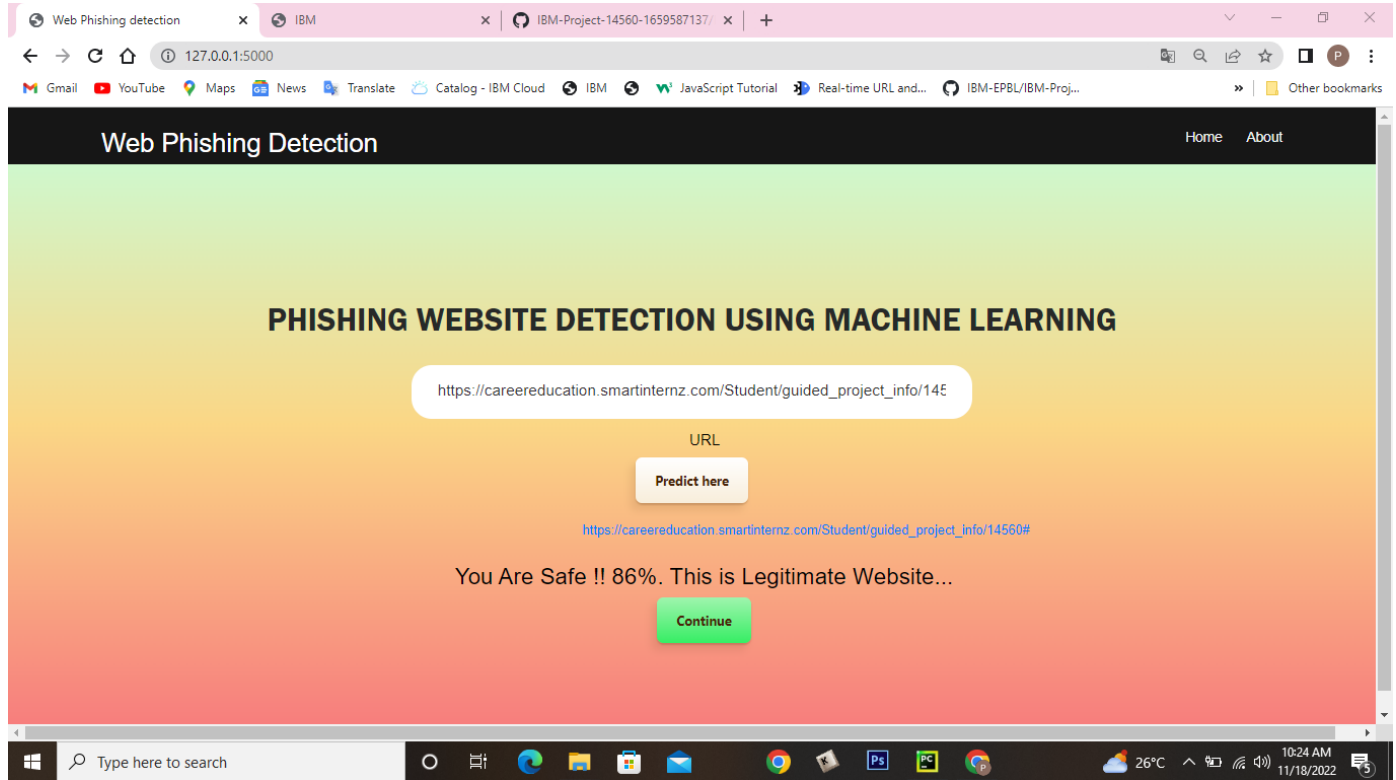 Web Phishing detection
IBM
IBM-Project-14560-1659587137/
127.0.0.1:5000
P
Gmail YouTube Maps News Translate Catalog - IBM Cloud IBM JavaScript Tutorial Real-time URL and... IBM-EPBL/IBM-Proj... » Other bookmarks
Web Phishing Detection Home About
PHISHING WEBSITE DETECTION USING MACHINE LEARNING
https://careereducation.smartinternz.com/Student/guided_project_info/145
URL
Predict here
https://careereducation.smartinternz.com/Student/guided_project_info/14560#
You Are Safe !! 86%. This is Legitimate Website...
Continue
Type here to search
Ps
PC
26°C
10:24 AM
11/18/2022
5